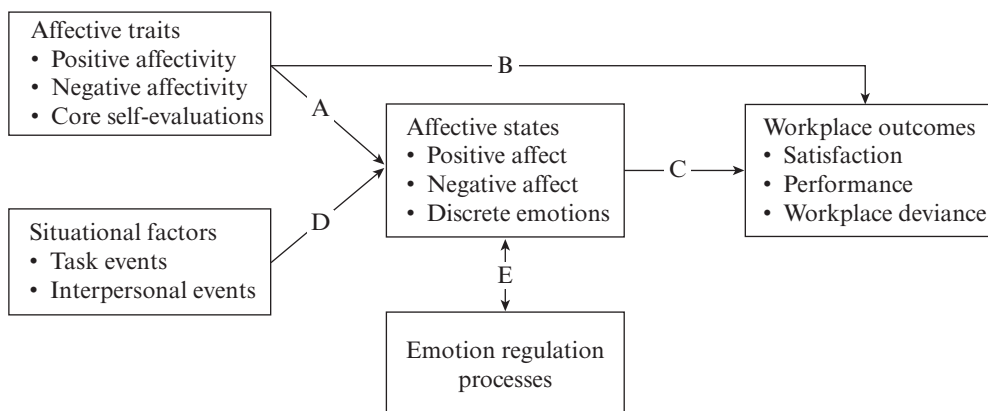 Affective traits
• Positive affectivity
• Negative affectivity
• Core self-evaluations
B
A
Affective states
• Positive affect
• Negative affect
• Discrete emotions
C
Workplace outcomes
• Satisfaction
• Performance
• Workplace deviance
Situational factors
• Task events
• Interpersonal events
D
E
Emotion regulation
processes